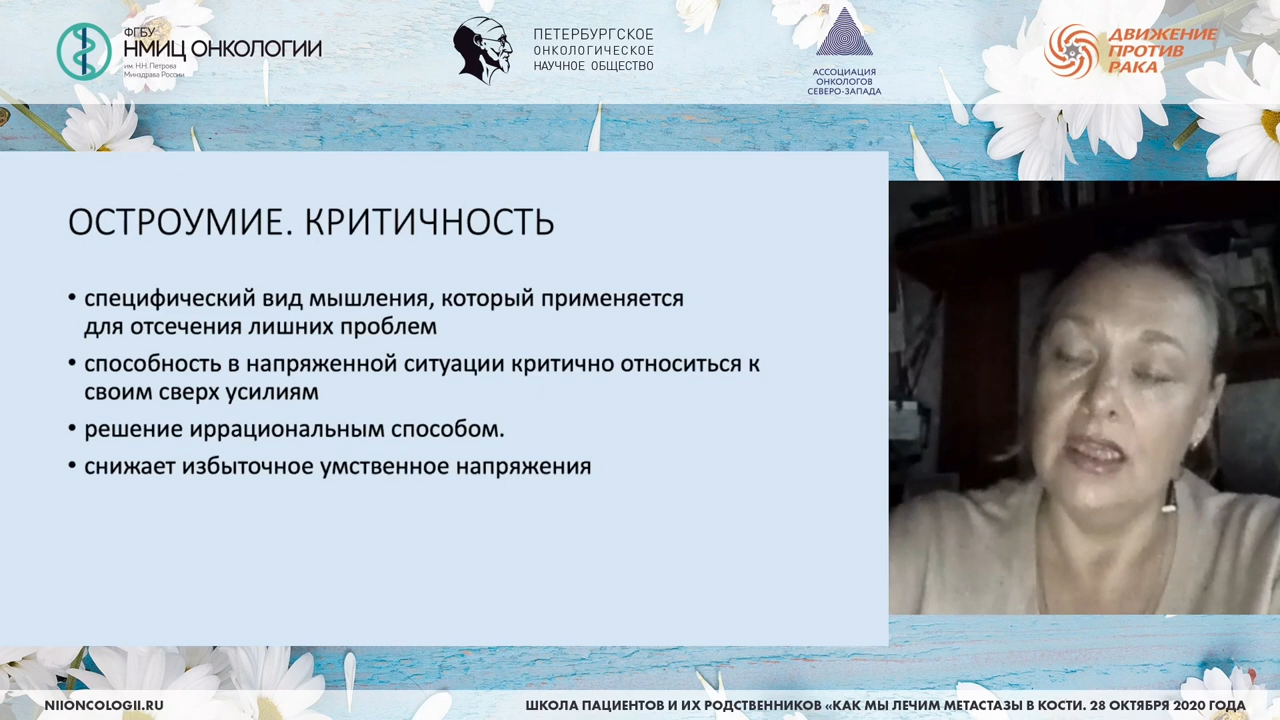 ФГБУ
НМИЦ ОНКОЛОГИИ
им. Н.Н. Петрова
Минздрава России
ПЕТЕРБУРГСКОЕ
ОНКОЛОГИЧЕСКОЕ
НАУЧНОЕ ОБЩЕСТВО
АССОЦИАЦИЯ
ОНКОЛОГОВ
СЕВЕРО-ЗАПАДА
ДВИЖЕНИЕ
ПРОТИВ
РАКА
ОСТРОУМИЕ. КРИТИЧНОСТЬ
• специфический вид мышления, который применяется
для отсечения лишних проблем
• способность в напряженной ситуации критично относиться к
своим сверх усилиям
• решение иррациональным способом.
• снижает избыточное умственное напряжения
NIIONCOLOGII.RU
ШКОЛА ПАЦИЕНТОВ И ИХ РОДСТВЕННИКОВ «КАК МЫ ЛЕЧИМ МЕТАСТАЗЫ В КОСТИ. 28 ОКТЯБРЯ 2020 ГОДА